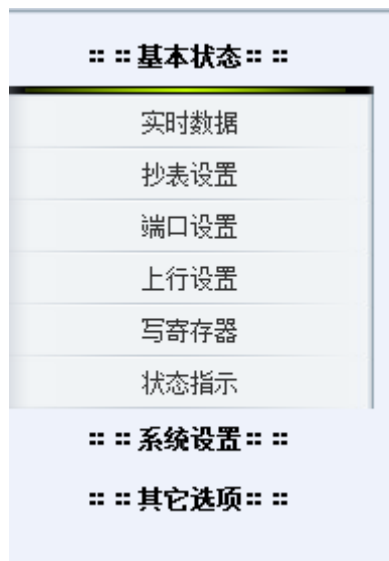 :: ::基本状态:: ::
实时数据
抄表设置
端口设置
上行设置
写寄存器
状态指示
:: ::系统设置:: ::
:: ::其它选项:: ::